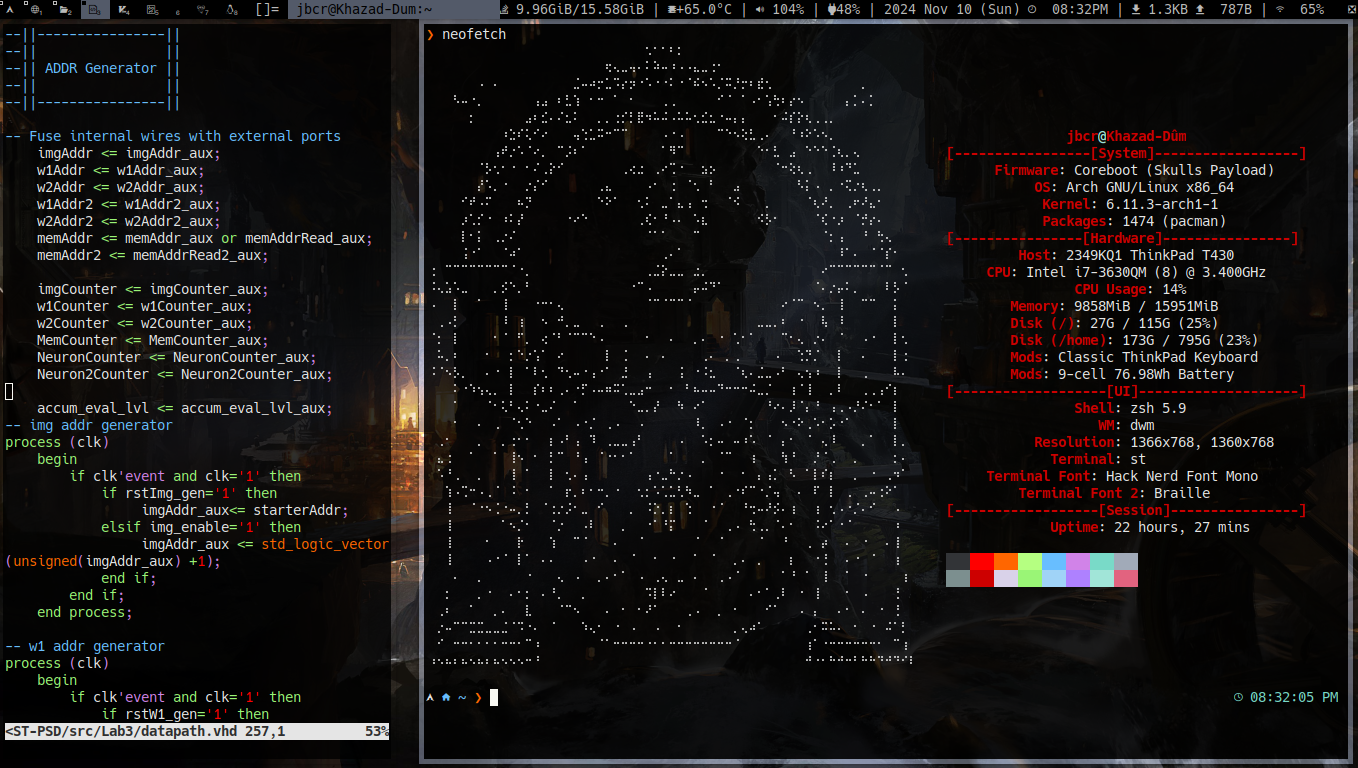 []= jbcr@Khazad-Dum:~ 9.96GiB/15.58GiB | +65.0°C | 104% | 48% | 2024 Nov 10 (Sun) 08:32PM | 1.3KB 787B | 65%
--||----------------||
--||                ||
--|| ADDR Generator ||
--||                ||
--||----------------||
-- Fuse internal wires with external ports
imgAddr <= imgAddr_aux;
w1Addr <= w1Addr_aux;
w2Addr <= w2Addr_aux;
w1Addr2 <= w1Addr2_aux;
w2Addr2 <= w2Addr2_aux;
memAddr <= memAddr_aux or memAddrRead_aux;
memAddr2 <= memAddrRead2_aux;
imgCounter <= imgCounter_aux;
w1Counter <= w1Counter_aux;
w2Counter <= w2Counter_aux;
MemCounter <= MemCounter_aux;
NeuronCounter <= NeuronCounter_aux;
Neuron2Counter <= Neuron2Counter_aux;
accum_eval_lvl <= accum_eval_lvl_aux;
-- img addr generator
process (clk)
begin
if clk'event and clk='1' then
if rstImg_gen='1' then
imgAddr_aux<= starterAddr;
elsif img_enable='1' then
imgAddr_aux <= std_logic_vector
(unsigned(imgAddr_aux) +1);
end if;
end if;
end process;
-- w1 addr generator
process (clk)
begin
if clk'event and clk='1' then
if rstW1_gen='1' then
<ST-PSD/src/Lab3/datapath.vhd 257,1 53%
❯ neofetch
jbcr@Khazad-Dûm
[-----------------[System]------------------]
Firmware: Coreboot (Skulls Payload)
OS: Arch GNU/Linux x86_64
Kernel: 6.11.3-arch1-1
Packages: 1474 (pacman)
[----------------[Hardware]----------------]
Host: 2349KQ1 ThinkPad T430
CPU: Intel i7-3630QM (8) @ 3.400GHz
CPU Usage: 14%
Memory: 9858MiB / 15951MiB
Disk (/): 27G / 115G (25%)
Disk (/home): 173G / 795G (23%)
Mods: Classic ThinkPad Keyboard
Mods: 9-cell 76.98Wh Battery
[-------------------[UI]---------------------]
Shell: zsh 5.9
WM: dwm
Resolution: 1366x768, 1360x768
Terminal: st
Terminal Font: Hack Nerd Font Mono
Terminal Font 2: Braille
[------------------[Session]----------------]
Uptime: 22 hours, 27 mins
~ ❯ 08:32:05 PM